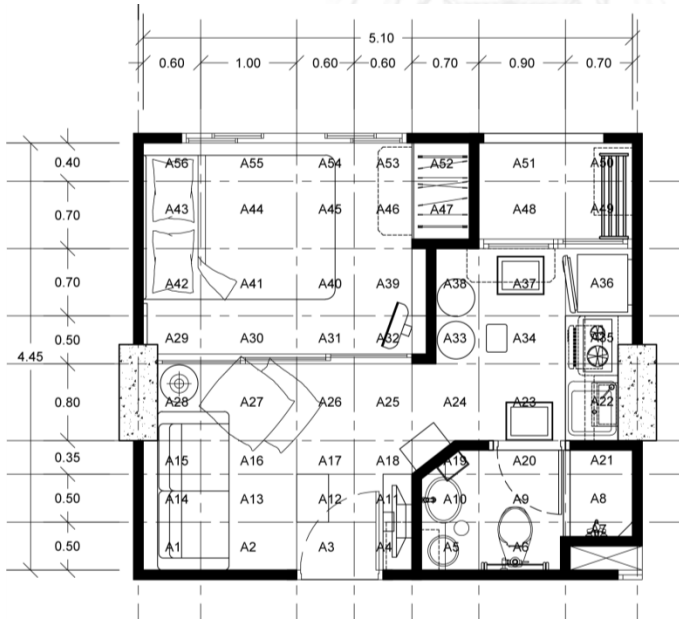 5.10
0.60 1.00 0.60 0.60 0.70 0.90 0.70
0.40 A56 A55 A54 A53 A52 A51 A50
0.70 A43 A44 A45 A46 A47 A48 A49
0.70 A42 A41 A40 A39 A38 A37 A36
0.50 A29 A30 A31 A32 A33 A34 A35
4.45
0.80 A28 A27 A26 A25 A24 A23 A22
0.35 A15 A16 A17 A18 A19 A20 A21
0.50 A14 A13 A12 A11 A10 A9 A8
A7
0.50 A1 A2 A3 A4 A5 A6